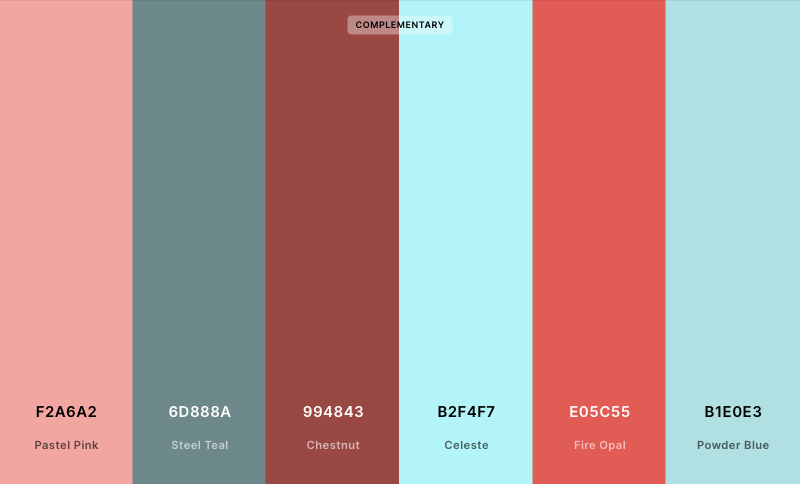 COMPLEMENTARY
F2A6A2
Pastel Pink
6D888A
Steel Teal
994843
Chestnut
B2F4F7
Celeste
E05C55
Fire Opal
B1E0E3
Powder Blue